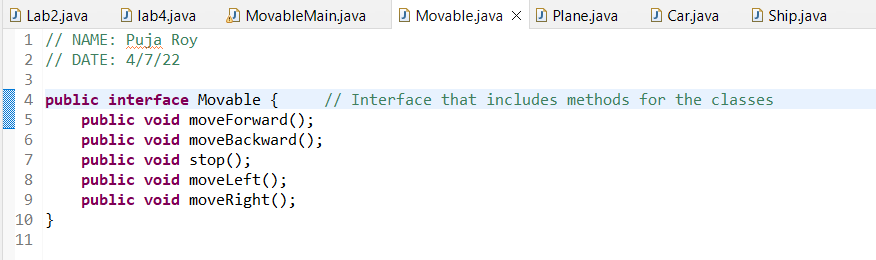 Lab2.java lab4.java MovableMain.java Movable.java Plane.java Car.java Ship.java
1 // NAME: Puja Roy
2 // DATE: 4/7/22
3
4 public interface Movable { // Interface that includes methods for the classes
5 public void moveForward();
6 public void moveBackward();
7 public void stop();
8 public void moveLeft();
9 public void moveRight();
10 }
11